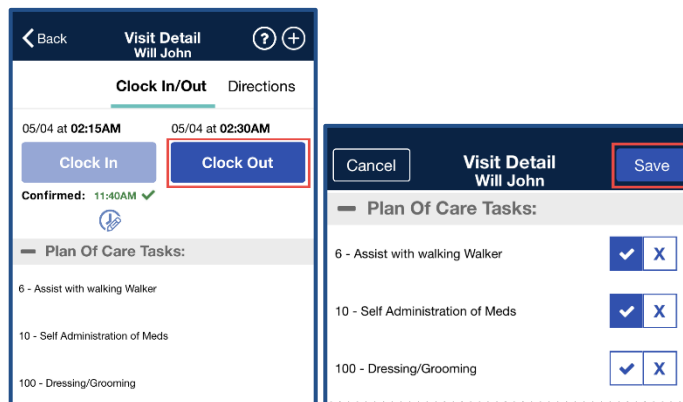 Back
Visit Detail
Will John
?
Clock In/Out Directions
05/04 at 02:15AM 05/04 at 02:30AM
Clock In Clock Out
Confirmed: 11:40AM
Plan Of Care Tasks:
6 - Assist with walking Walker
10 - Self Administration of Meds
100 - Dressing/Grooming
Cancel
Visit Detail
Will John
Save
Plan Of Care Tasks:
6 - Assist with walking Walker X
10 - Self Administration of Meds X
100 - Dressing/Grooming X